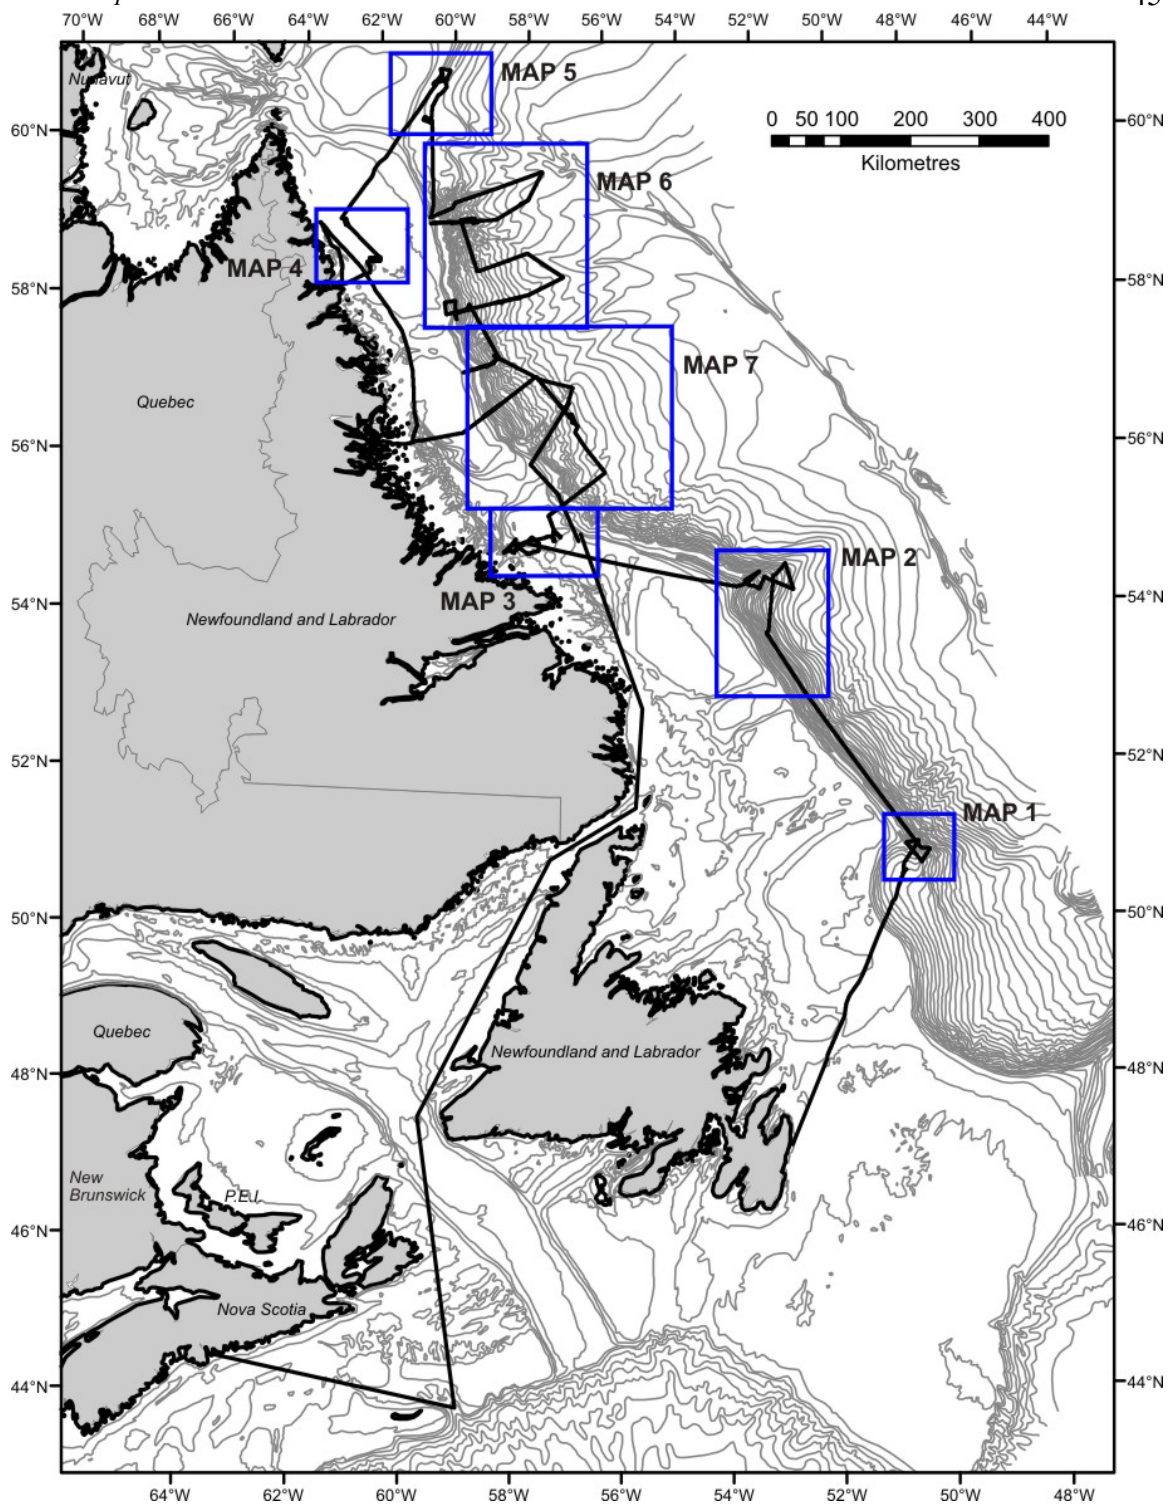 70°W 68°W 66°W 64°W 62°W 60°W 58°W 56°W 54°W 52°W 50°W 48°W 46°W 44°W
Nunavut
MAP 5
0 50 100 200 300 400
Kilometres
60°N 60°N
MAP 6
MAP 4
58°N 58°N
MAP 7
Quebec
56°N 56°N
MAP 2
MAP 3
54°N 54°N
Newfoundland and Labrador
52°N 52°N
MAP 1
50°N 50°N
Quebec
Newfoundland and Labrador
48°N 48°N
New
Brunswick
P.E.I.
46°N 46°N
Nova Scotia
44°N 44°N
64°W 62°W 60°W 58°W 56°W 54°W 52°W 50°W 48°W